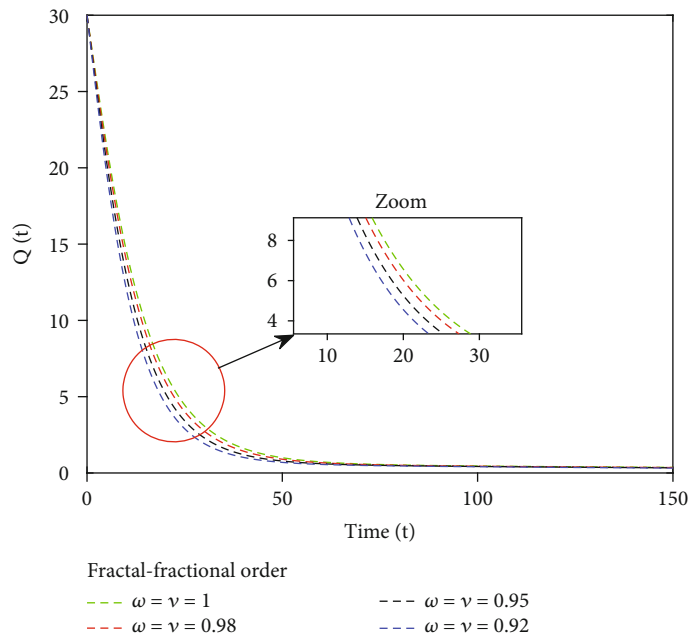 30
25
20
15
10
5
0
Q (t)
Zoom
8
6
4
10 20 30
0 50 100 150
Time (t)
Fractal-fractional order
ω = ν = 1
ω = ν = 0.95
ω = ν = 0.98
ω = ν = 0.92